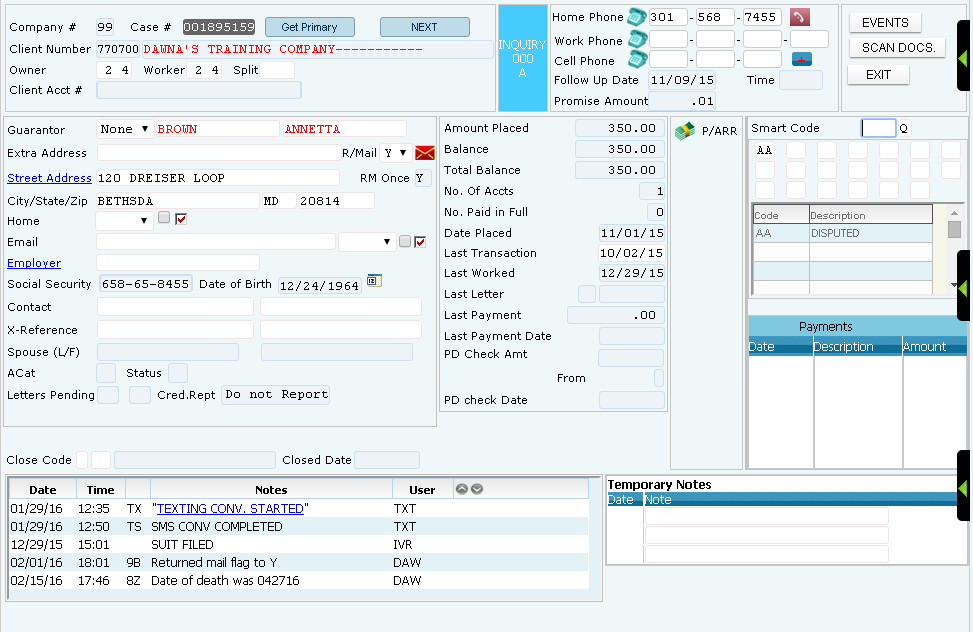 Company # 99 Case # 001895159 Get Primary NEXT
Client Number 770700 DAWNA'S TRAINING COMPANY-----------
Owner 2 4 Worker 2 4 Split
Client Acct #
INQUIRY
000
A
Home Phone 301 - 568 - 7455
Work Phone - - -
Cell Phone - -
Follow Up Date 11/09/15 Time
Promise Amount .01
EVENTS
SCAN DOCS.
EXIT
Guarantor None BROWN ANNETTA
Extra Address R/Mail Y
Street Address 120 DREISER LOOP RM Once Y
City/State/Zip BETHSDA MD 20814
Home
Email
Employer
Social Security 658-65-8455 Date of Birth 12/24/1964
Contact
X-Reference
Spouse (L/F)
ACat Status
Letters Pending Cred.Rept Do not Report
Amount Placed 350.00
Balance 350.00
Total Balance 350.00
No. Of Accts 1
No. Paid in Full 0
Date Placed 11/01/15
Last Transaction 10/02/15
Last Worked 12/29/15
Last Letter
Last Payment .00
Last Payment Date
PD Check Amt
From
PD check Date
P/ARR
Smart Code Q
AA
Code Description
AA DISPUTED
Payments
Date Description Amount
Close Code Closed Date
Date Time Notes User
01/29/16 12:35 TX "TEXTING CONV. STARTED" TXT
01/29/16 12:50 TS SMS CONV COMPLETED TXT
12/29/15 15:01 SUIT FILED IVR
02/01/16 18:01 9B Returned mail flag to Y DAW
02/15/16 17:46 8Z Date of death was 042716 DAW
Temporary Notes
Date Note